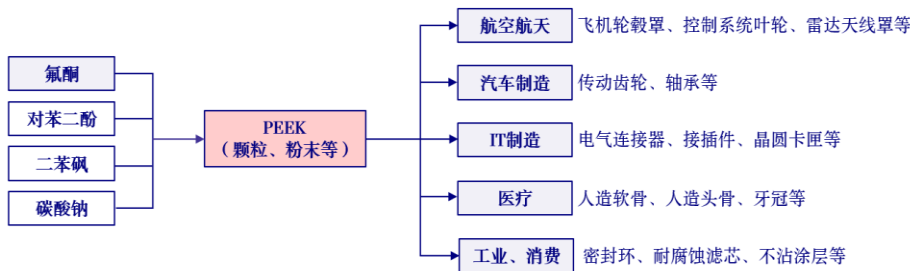 氟酮
对苯二酚
二苯砜
碳酸钠
PEEK
（颗粒、粉末等）
航空航天 飞机轮毂罩、控制系统叶轮、雷达天线罩等
汽车制造 传动齿轮、轴承等
IT制造 电气连接器、接插件、晶圆卡匣等
医疗 人造软骨、人造头骨、牙冠等
工业、消费 密封环、耐腐蚀滤芯、不沾涂层等